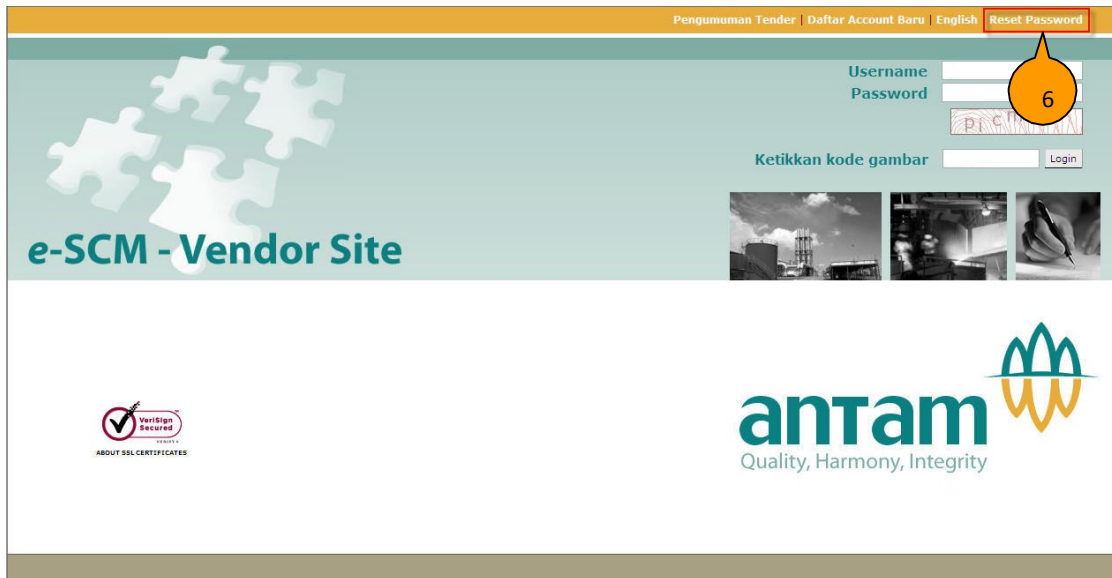 Pengumuman Tender | Daftar Account Baru | English | Reset Password
6
Username
Password
Ketikkan kode gambar
Login
e-SCM - Vendor Site
VeriSign
Secured
VERIFY
ABOUT SSL CERTIFICATES
antam
Quality, Harmony, Integrity